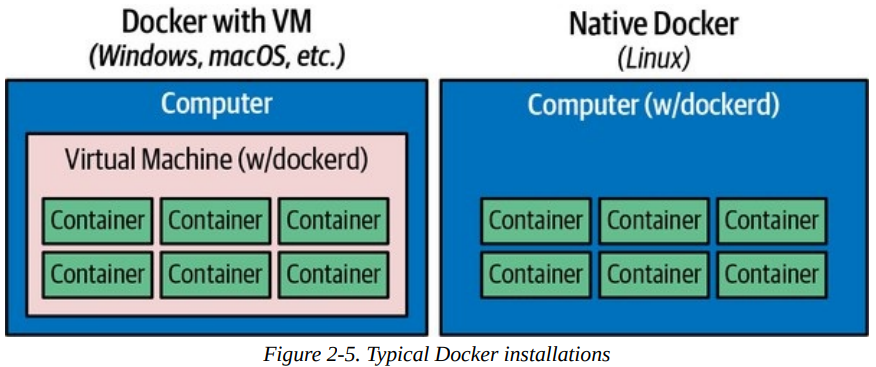 Docker with VM
(Windows, macOS, etc.)
Computer
Virtual Machine (w/dockerd)
Container Container Container
Container Container Container
Native Docker
(Linux)
Computer (w/dockerd)
Container Container Container
Container Container Container
Figure 2-5. Typical Docker installations